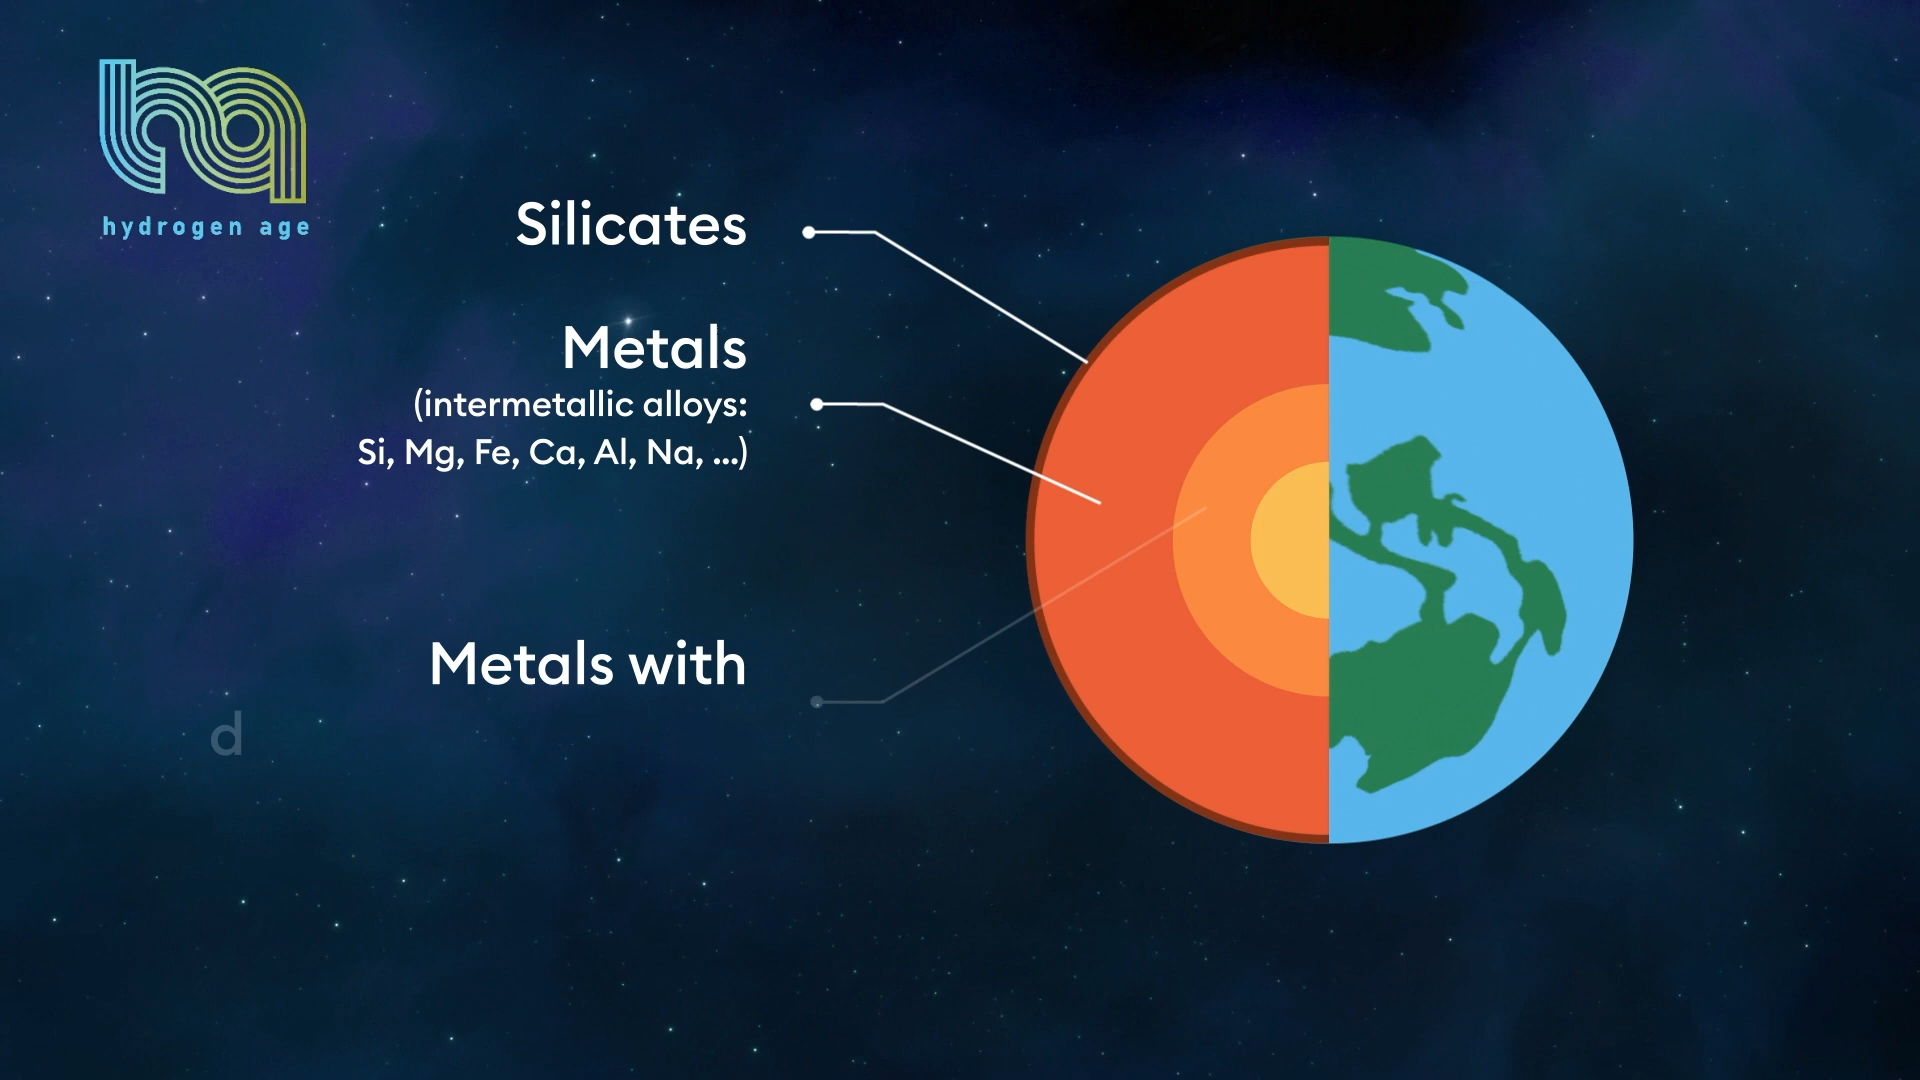 hydrogen age
Silicates
Metals
(intermetallic alloys:
Si, Mg, Fe, Ca, Al, Na, ...)
Metals with
d